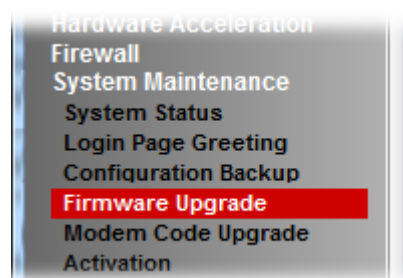 Hardware Acceleration
Firewall
System Maintenance
System Status
Login Page Greeting
Configuration Backup
Firmware Upgrade
Modem Code Upgrade
Activation